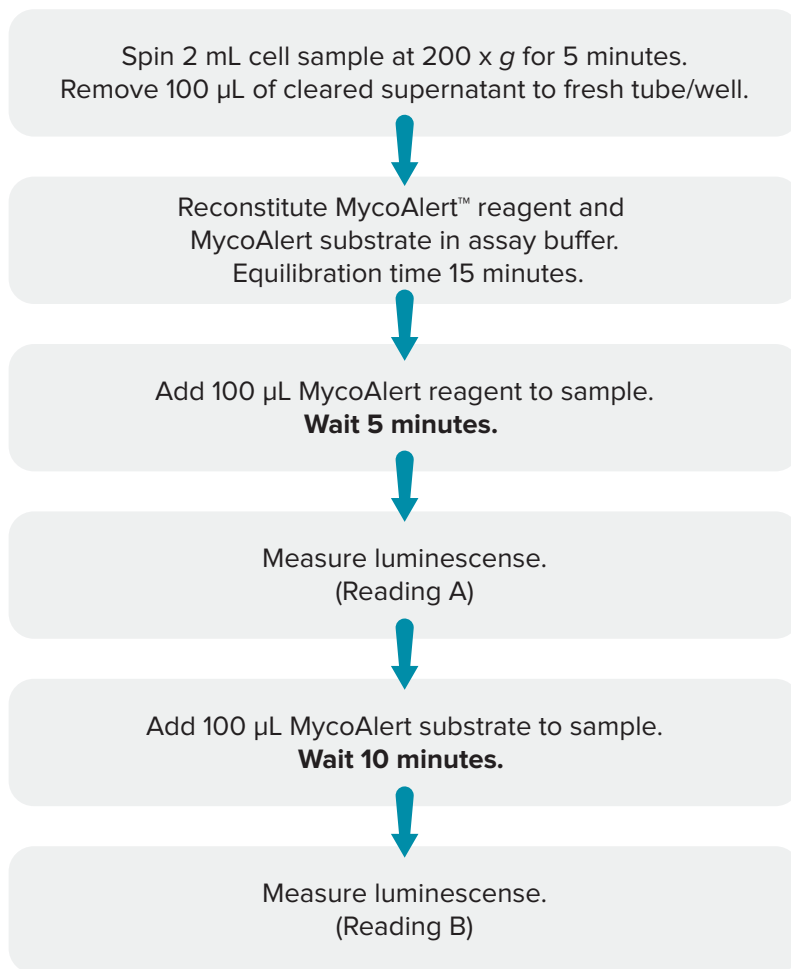 Spin 2 mL cell sample at 200 x g for 5 minutes.
Remove 100 µL of cleared supernatant to fresh tube/well.
Reconstitute MycoAlert™ reagent and
MycoAlert substrate in assay buffer.
Equilibration time 15 minutes.
Add 100 µL MycoAlert reagent to sample.
Wait 5 minutes.
Measure luminescense.
(Reading A)
Add 100 µL MycoAlert substrate to sample.
Wait 10 minutes.
Measure luminescense.
(Reading B)